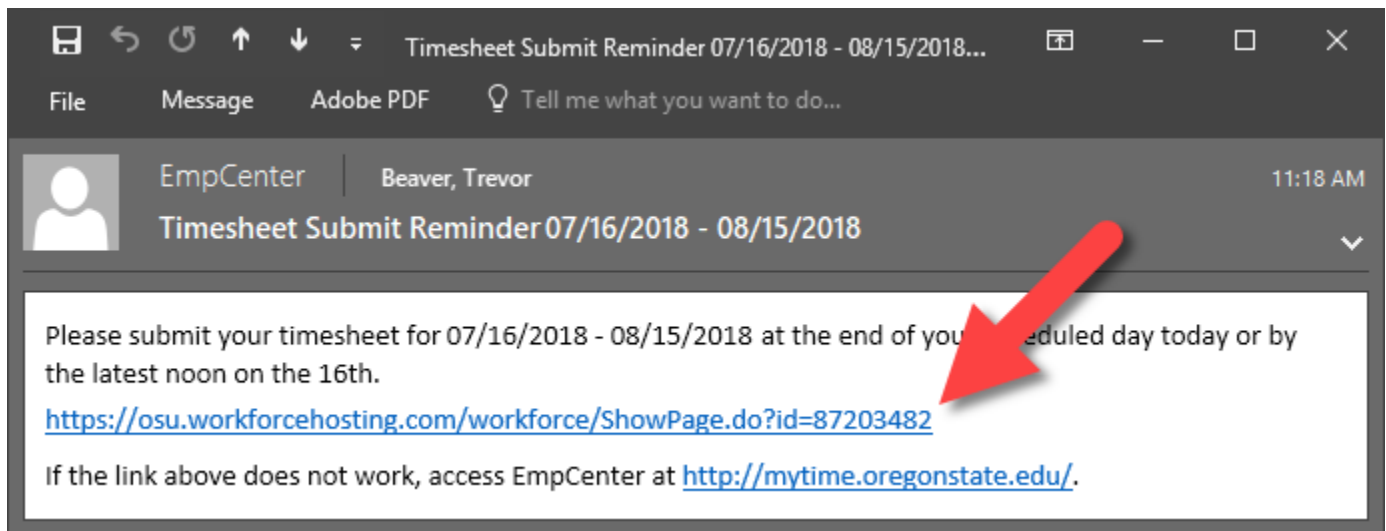 Timesheet Submit Reminder 07/16/2018 - 08/15/2018...
File Message Adobe PDF Tell me what you want to do...
EmpCenter Beaver, Trevor 11:18 AM
Timesheet Submit Reminder 07/16/2018 - 08/15/2018
Please submit your timesheet for 07/16/2018 - 08/15/2018 at the end of you eduled day today or by
the latest noon on the 16th.
https://osu.workforcehosting.com/workforce/ShowPage.do?id=87203482
If the link above does not work, access EmpCenter at http://mytime.oregonstate.edu/.